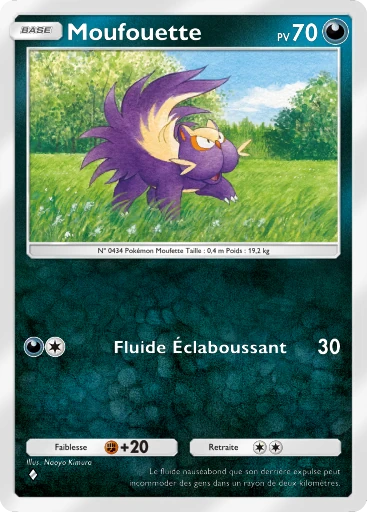 BASE Moufouette PV 70
N° 0434 Pokémon Moufette Taille : 0,4 m Poids : 19,2 kg
Fluide Éclaboussant 30
Faiblesse +20 Retraite
Illus. Naoyo Kimura
Le fluide nauséabond que son derrière expulse peut
incommoder des gens dans un rayon de deux kilomètres.